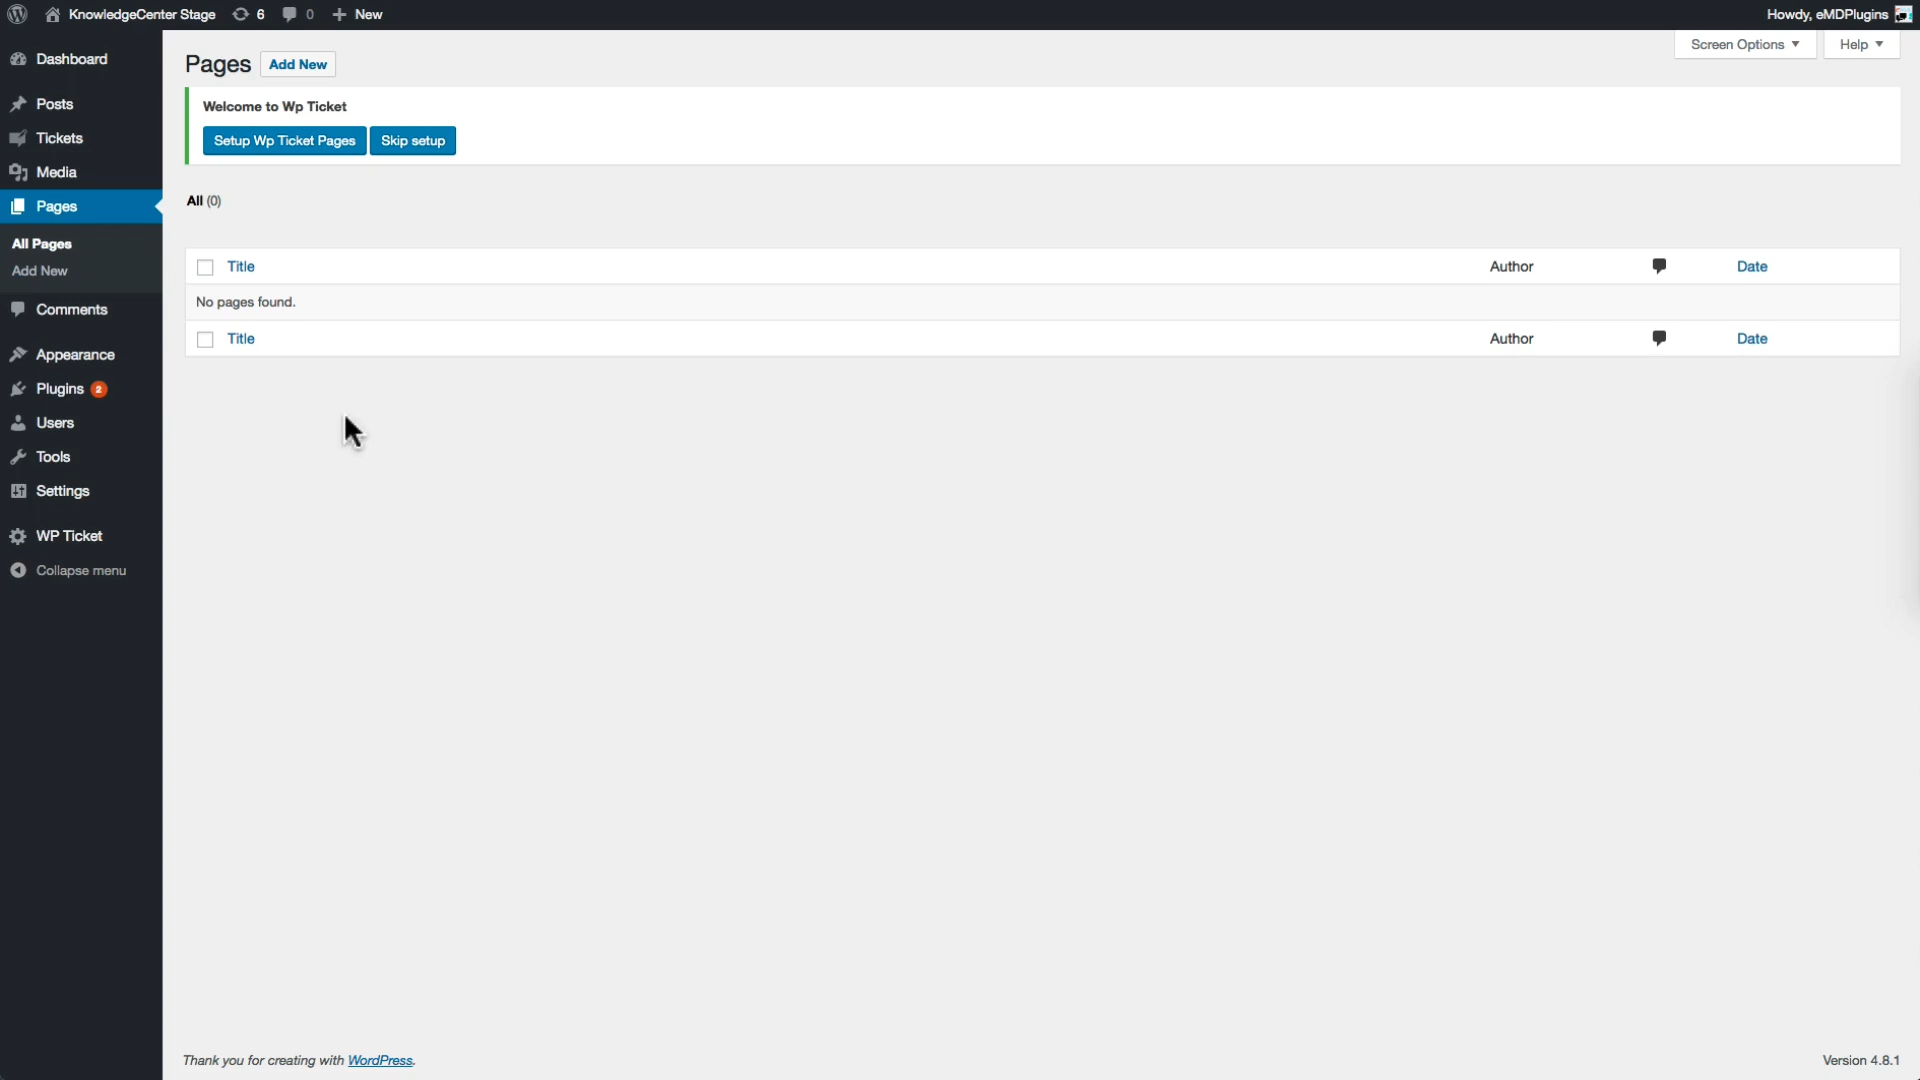 KnowledgeCenter Stage 6 0 New Howdy, eMDPlugins
Dashboard
Posts
Tickets
Media
Pages
All Pages
Add New
Comments
Appearance
Plugins 2
Users
Tools
Settings
WP Ticket
Collapse menu
Screen Options Help
Pages Add New
Welcome to Wp Ticket
Setup Wp Ticket Pages Skip setup
All (0)
Title Author Date
No pages found.
Title Author Date
Thank you for creating with WordPress. Version 4.8.1